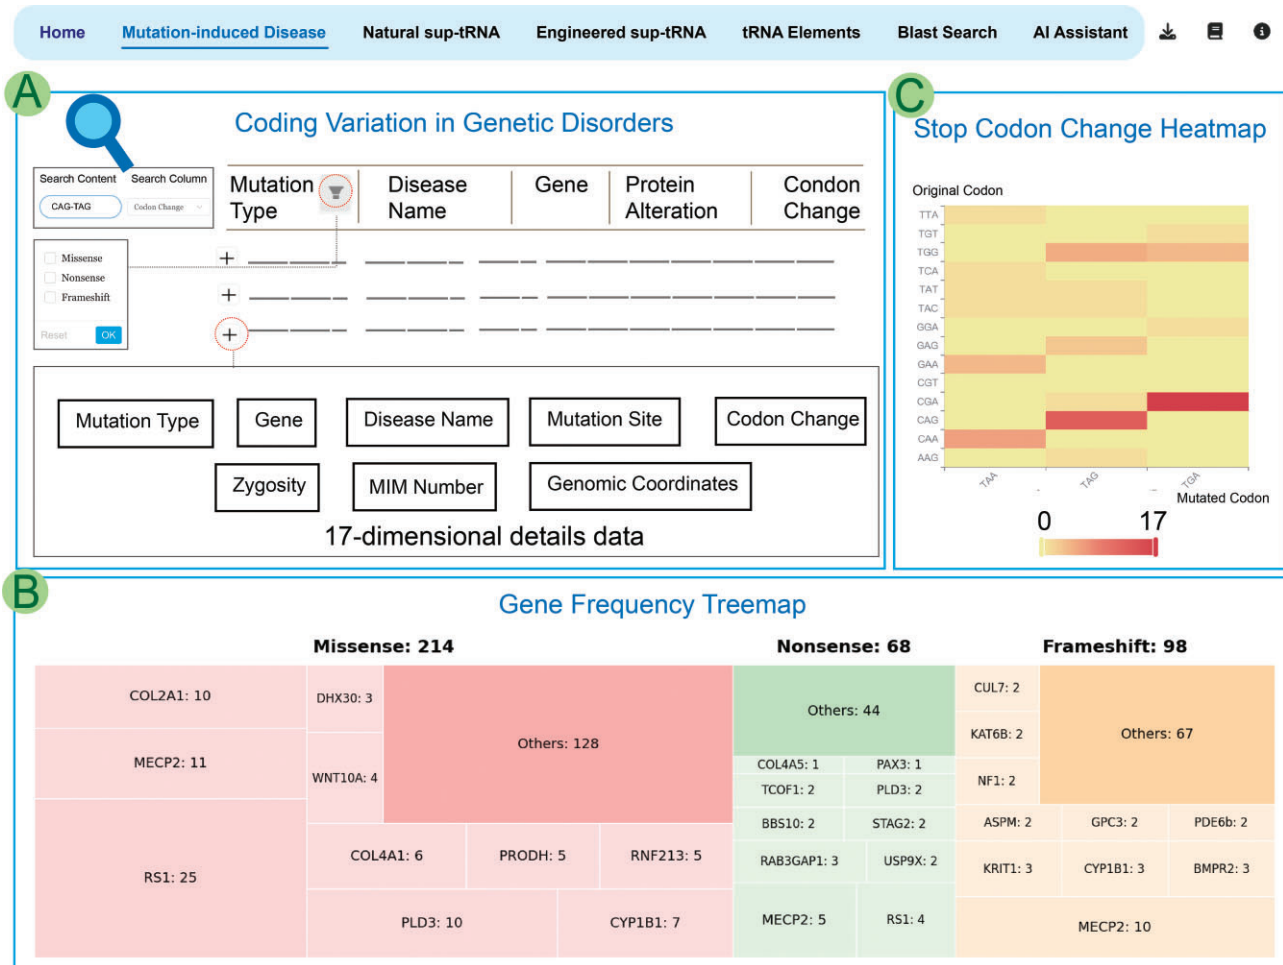 Home Mutation-induced Disease Natural sup-tRNA Engineered sup-tRNA tRNA Elements Blast Search AI Assistant
A
Coding Variation in Genetic Disorders
Search Content Search Column
CAG-TAG Codon Change
Mutation Type
Disease Name
Gene
Protein Alteration
Condon Change
Missense
Nonsense
Frameshift
Reset OK
Mutation Type Gene Disease Name Mutation Site Codon Change
Zygosity MIM Number Genomic Coordinates
17-dimensional details data
C
Stop Codon Change Heatmap
Original Codon
TTA
TGT
TGG
TCA
TAT
TAC
GGA
GAG
GAA
CGT
CGA
CAG
CAA
AAG
TAA TAG TGA
Mutated Codon
0 17
B
Gene Frequency Treemap
Missense: 214 Nonsense: 68 Frameshift: 98
COL2A1: 10
MECP2: 11
RS1: 25
DHX30: 3
WNT10A: 4
Others: 128
COL4A1: 6 PRODH: 5 RNF213: 5
PLD3: 10 CYP1B1: 7
Others: 44
COL4A5: 1 PAX3: 1
TCOF1: 2 PLD3: 2
BBS10: 2 STAG2: 2
RAB3GAP1: 3 USP9X: 2
MECP2: 5 RS1: 4
CUL7: 2
KAT6B: 2
NF1: 2
Others: 67
ASPM: 2 GPC3: 2 PDE6b: 2
KRIT1: 3 CYP1B1: 3 BMPR2: 3
MECP2: 10